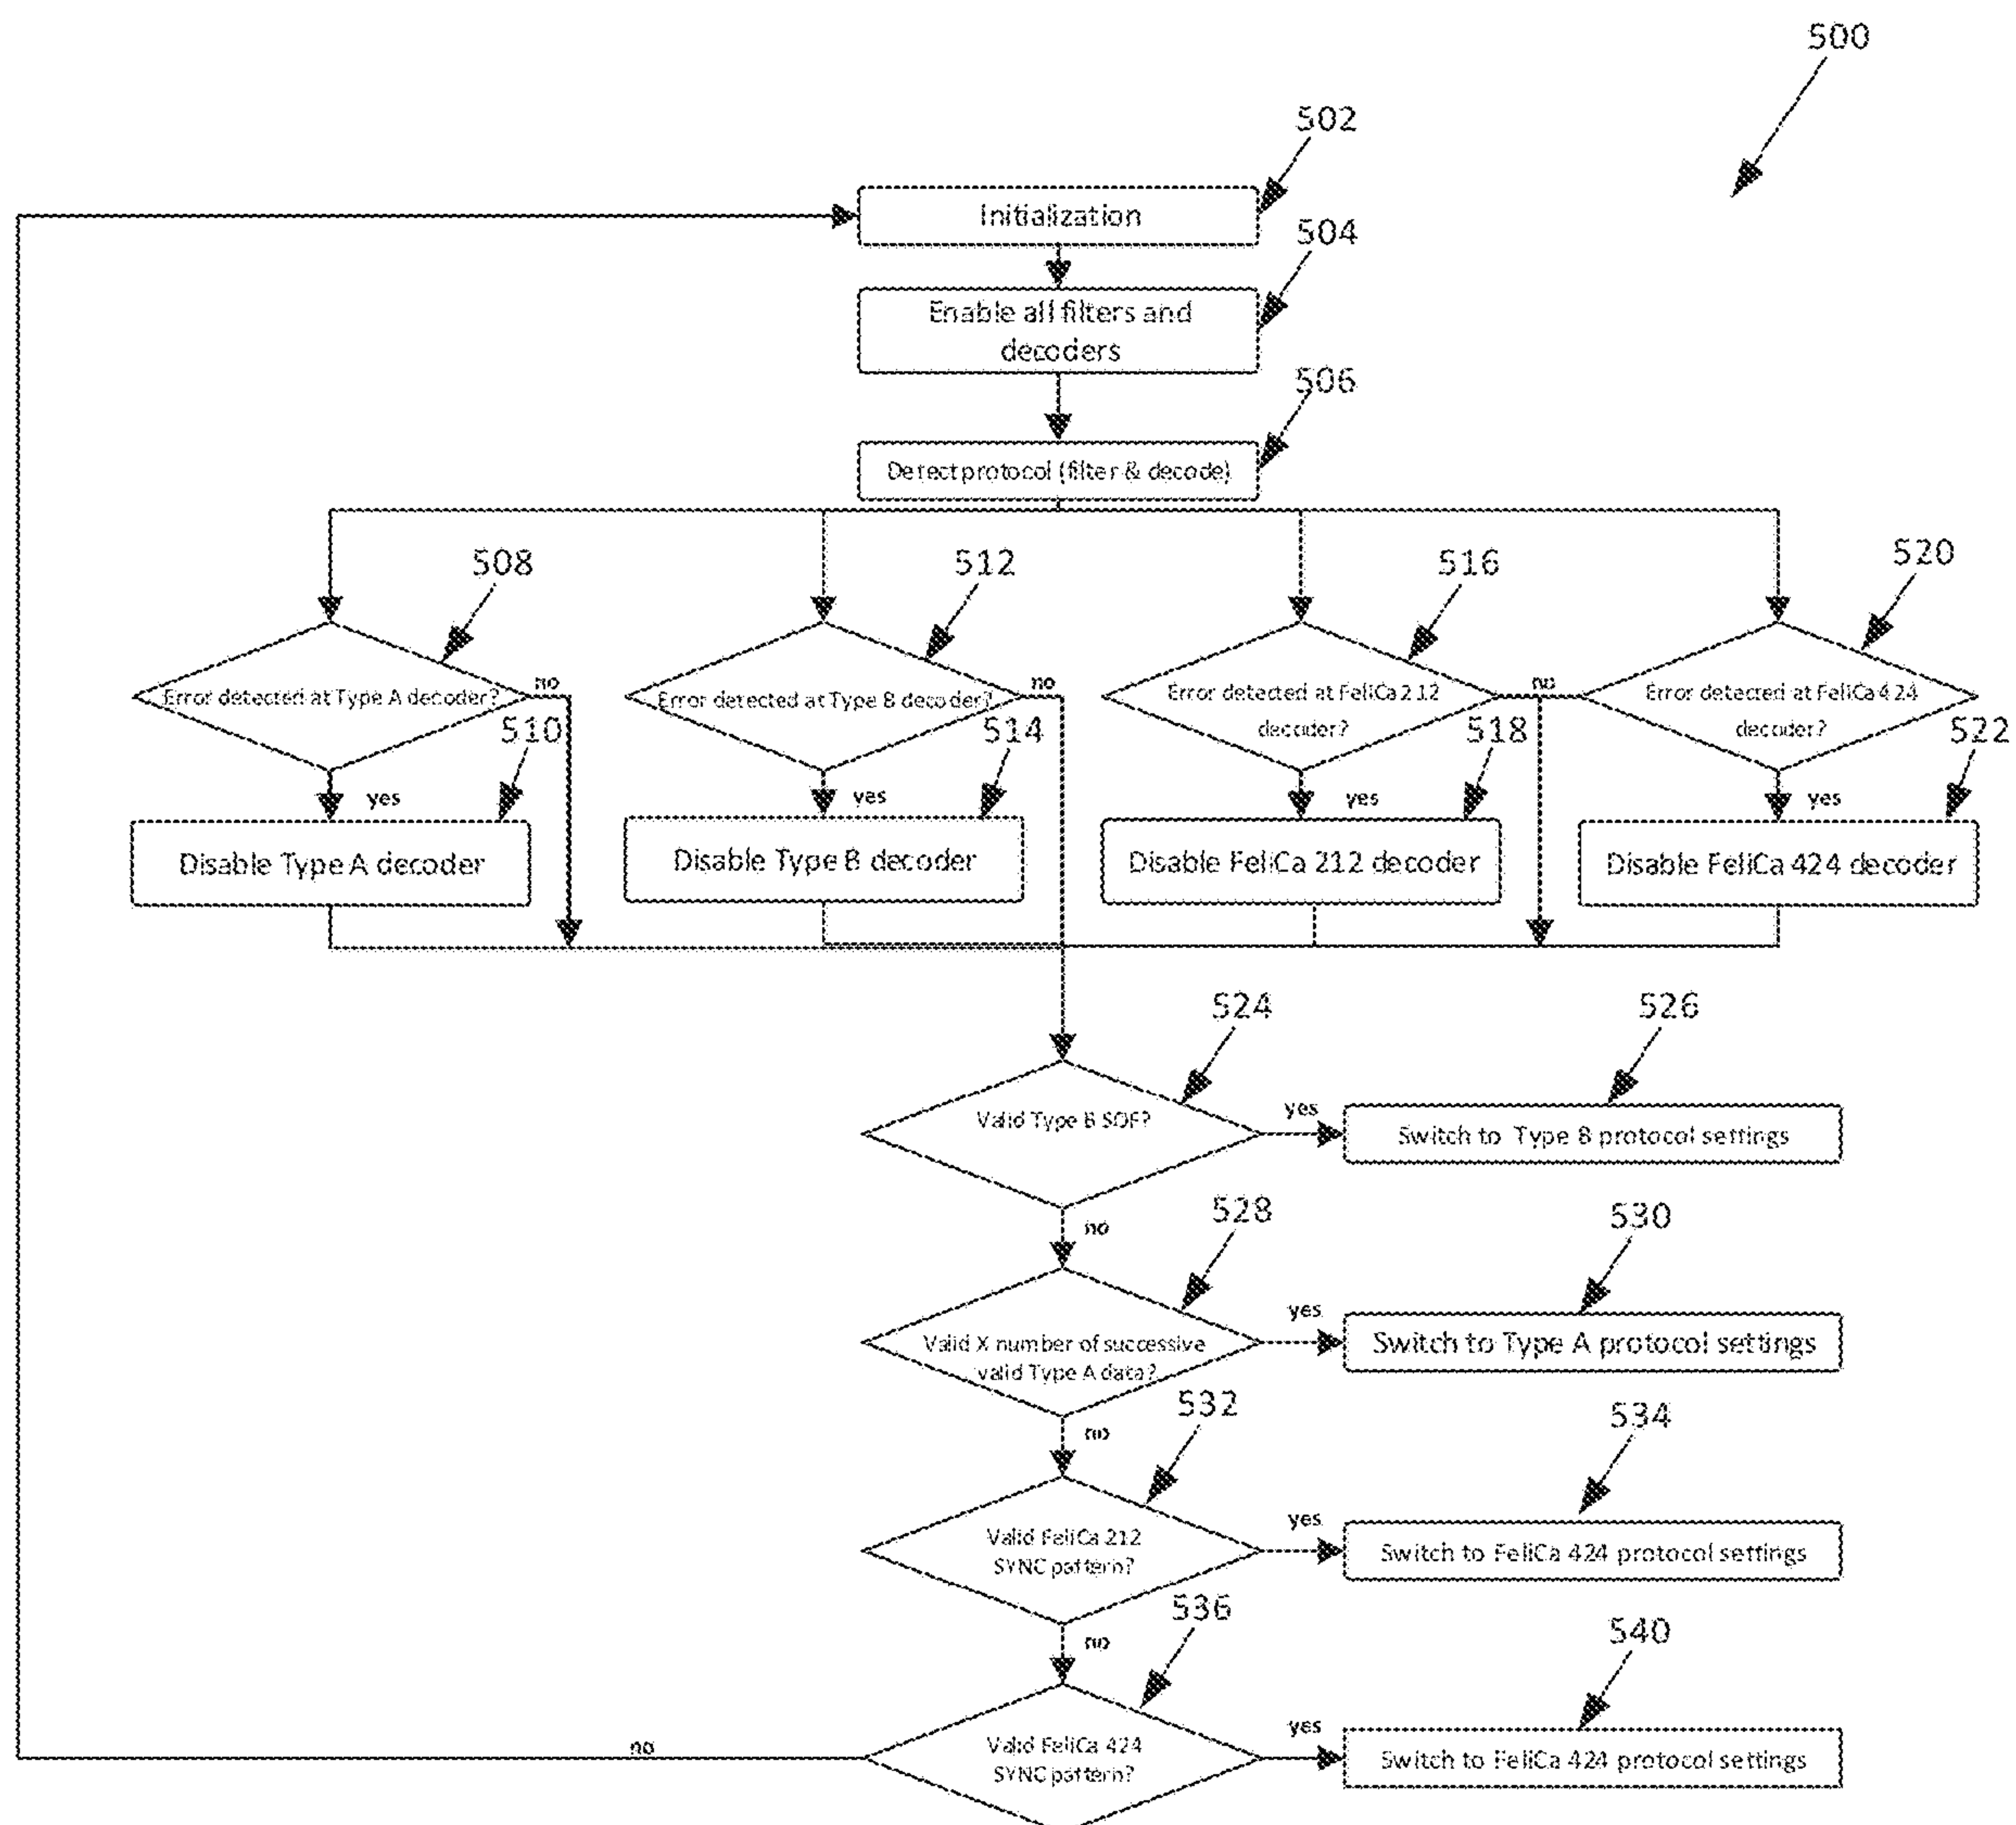 500
502
Initialization
504
Enable all filters and
decoders
506
Detect protocol (filter & decode)
508
512
516
520
Error detected at Type A decoder?
no
Error detected at Type B decoder?
no
Error detected at FeliCa 212
decoder?
no
Error detected at FeliCa 424
decoder?
510
514
518
522
yes
yes
yes
yes
Disable Type A decoder
Disable Type B decoder
Disable FeliCa 212 decoder
Disable FeliCa 424 decoder
524
526
Valid Type B SOF?
yes
Switch to Type B protocol settings
no
528
530
Valid X number of successive
valid Type A data?
yes
Switch to Type A protocol settings
no
532
534
Valid FeliCa 212
SYNC pattern?
yes
Switch to FeliCa 424 protocol settings
no
536
540
Valid FeliCa 424
SYNC pattern?
yes
Switch to FeliCa 424 protocol settings
no